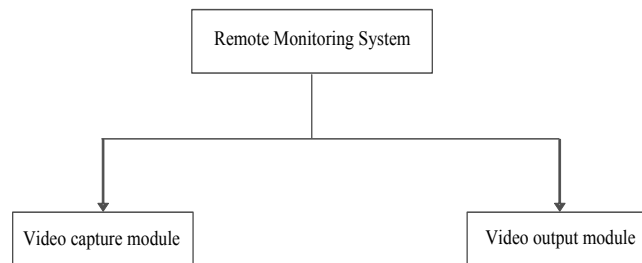 Remote Monitoring System
Video capture module
Video output module